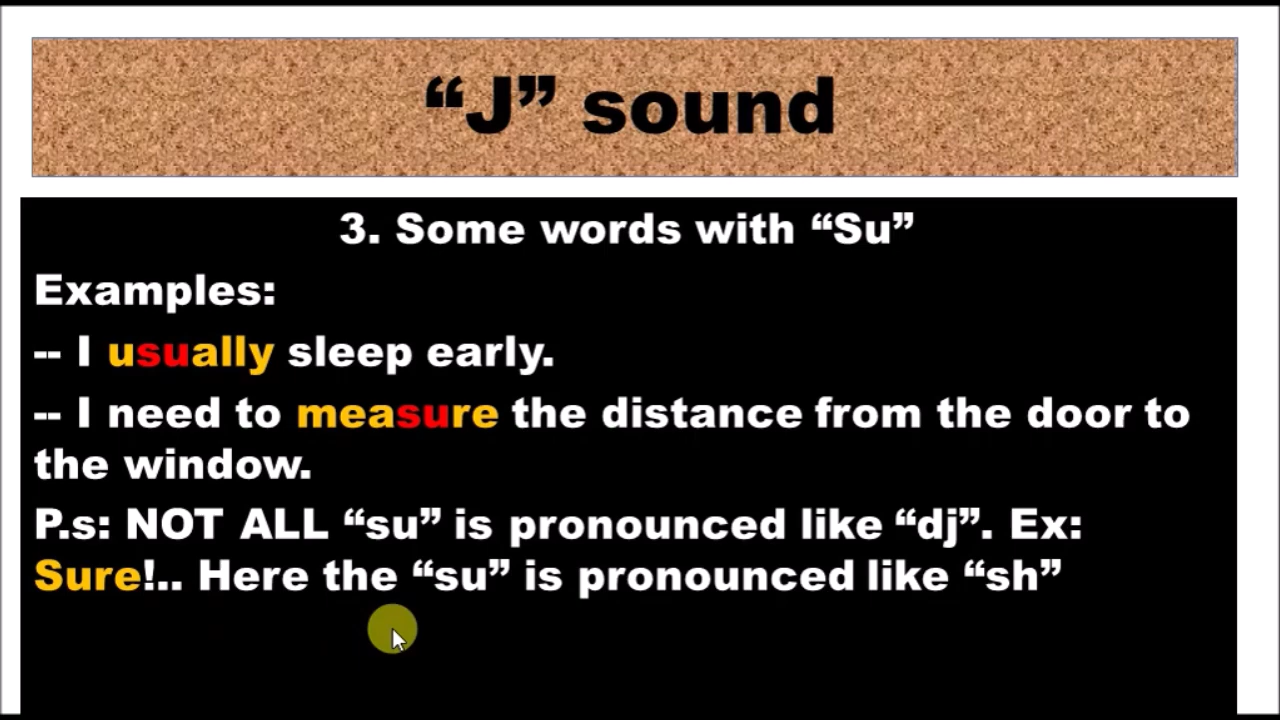 “J” sound
3. Some words with “Su”
Examples:
-- I usually sleep early.
-- I need to measure the distance from the door to
the window.
P.s: NOT ALL “su” is pronounced like “dj”. Ex:
Sure!.. Here the “su” is pronounced like “sh”